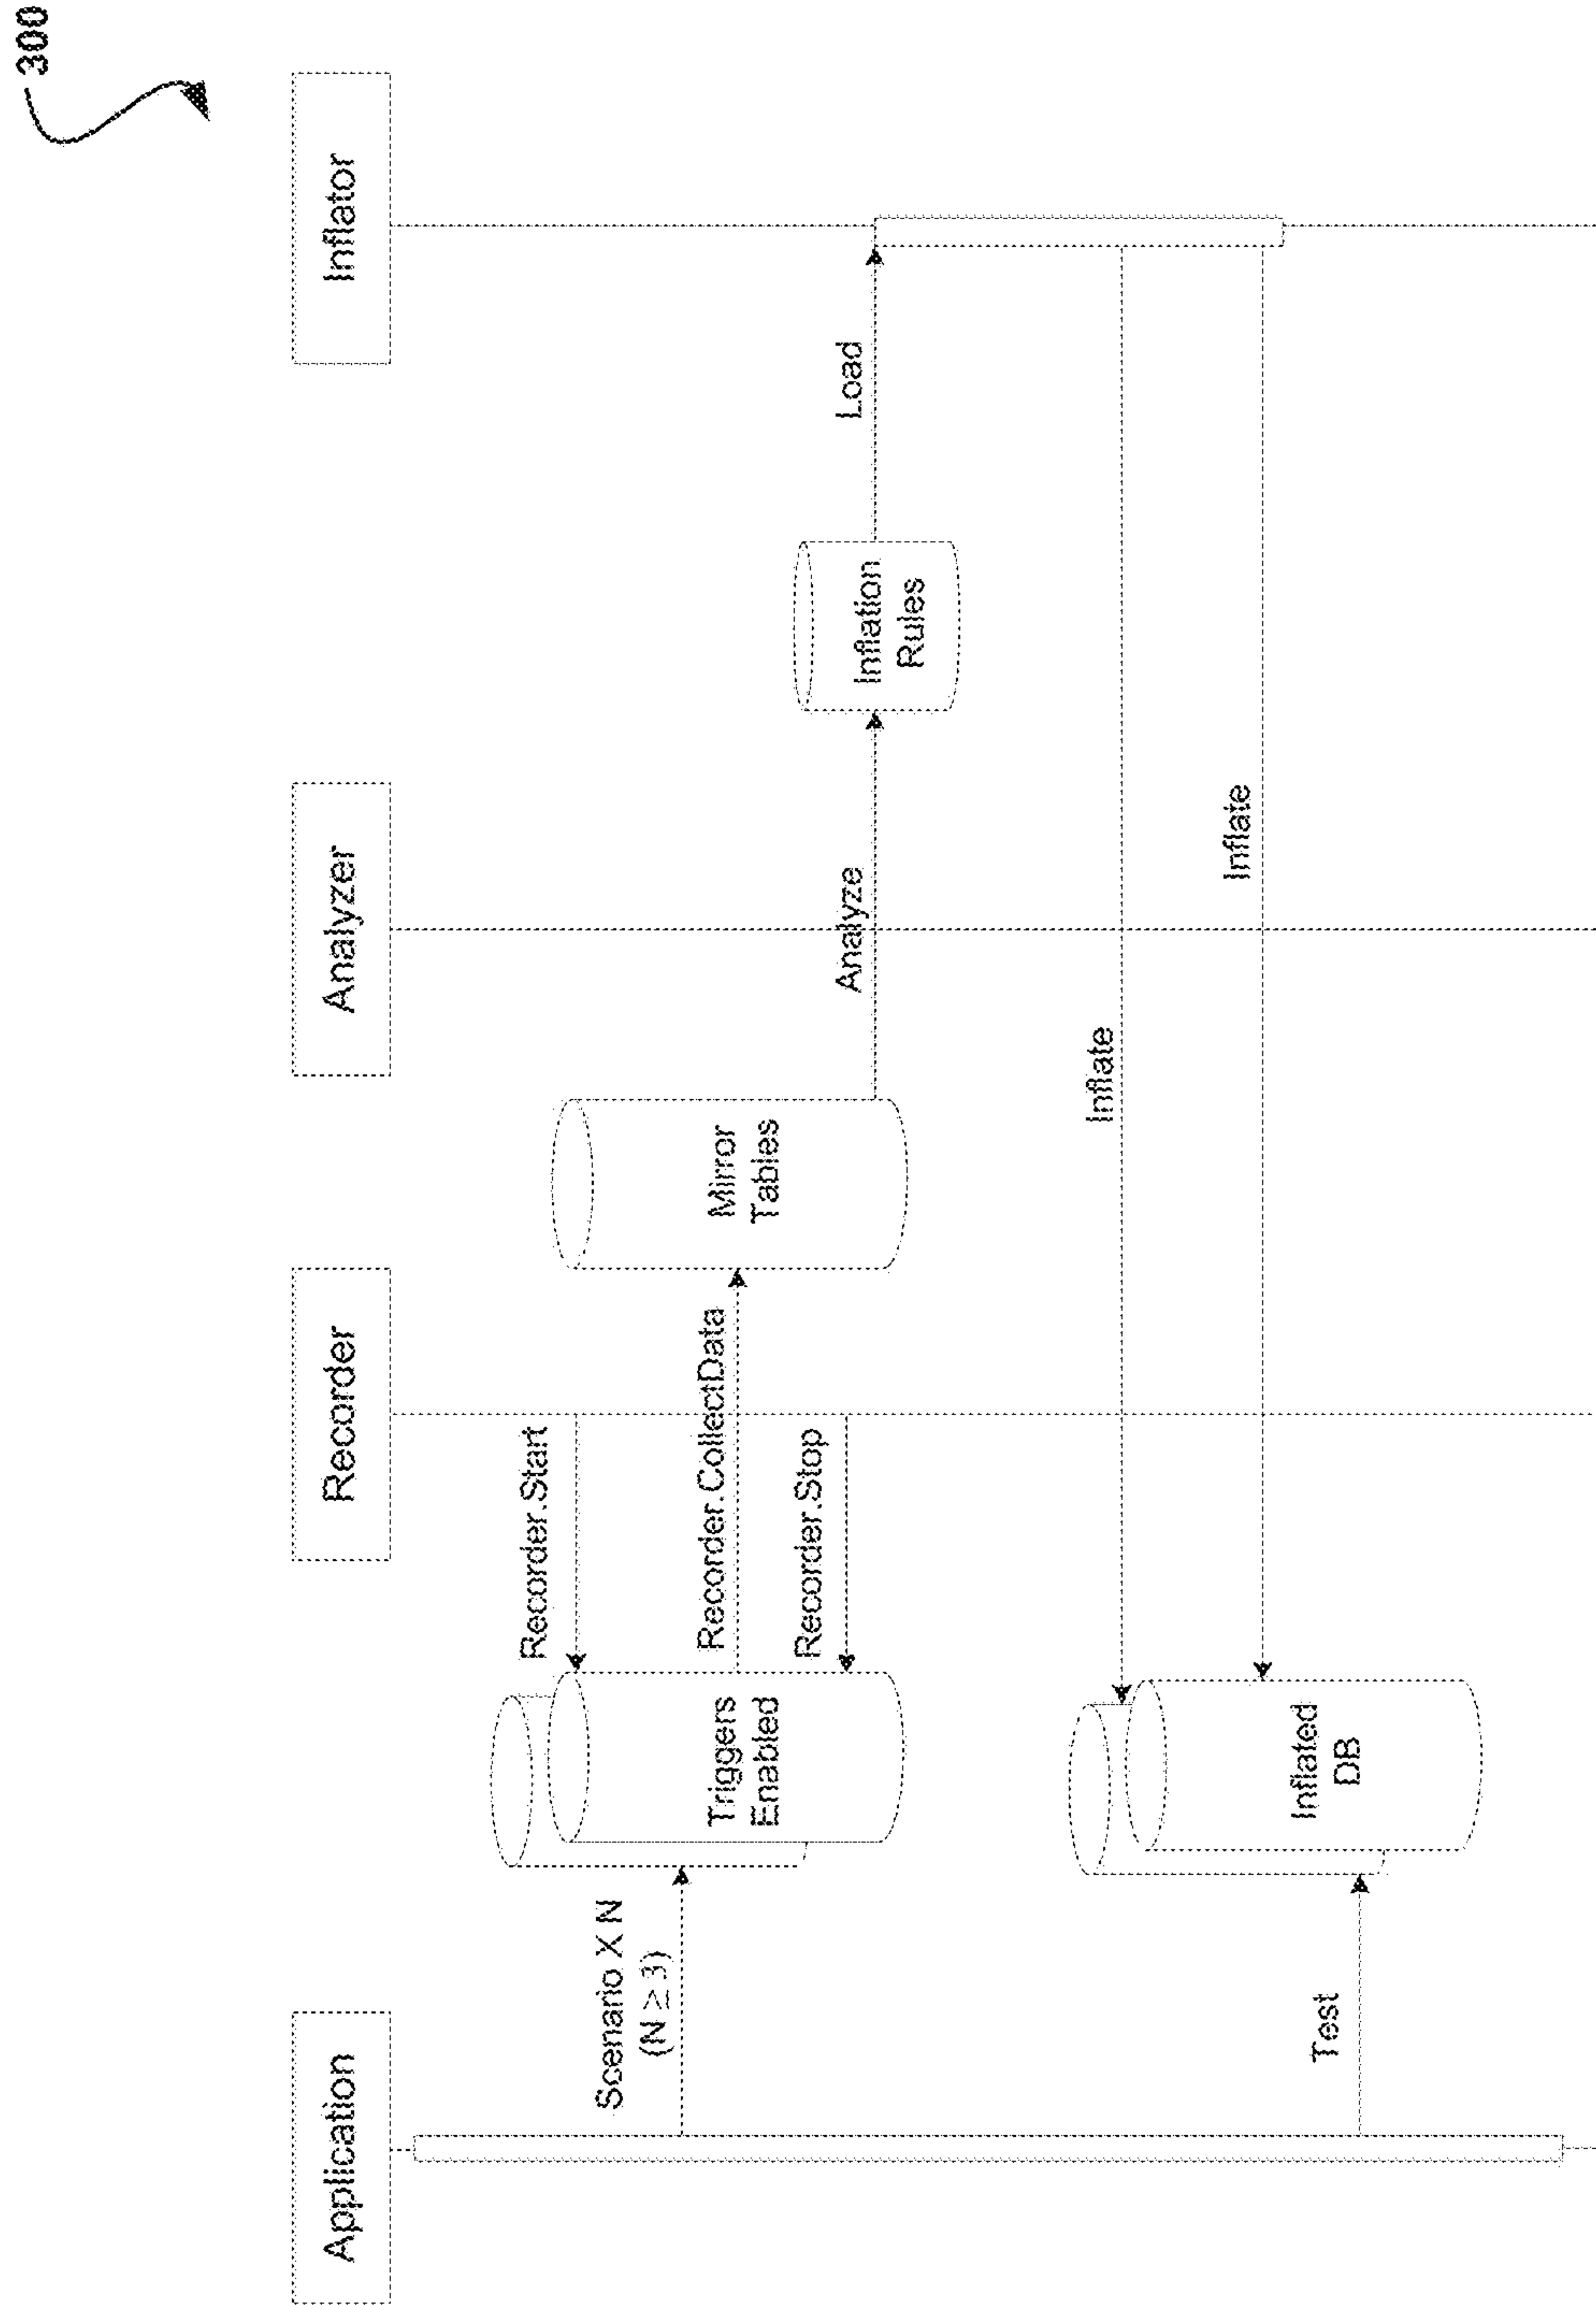 300
Application
Recorder
Analyzer
Inflator
Recorder.Start
Scenario X N
(N ≥ 3)
Triggers
Enabled
Recorder.CollectData
Mirror
Tables
Recorder.Stop
Analyze
Inflation
Rules
Load
Inflate
Inflate
Inflated
DB
Test